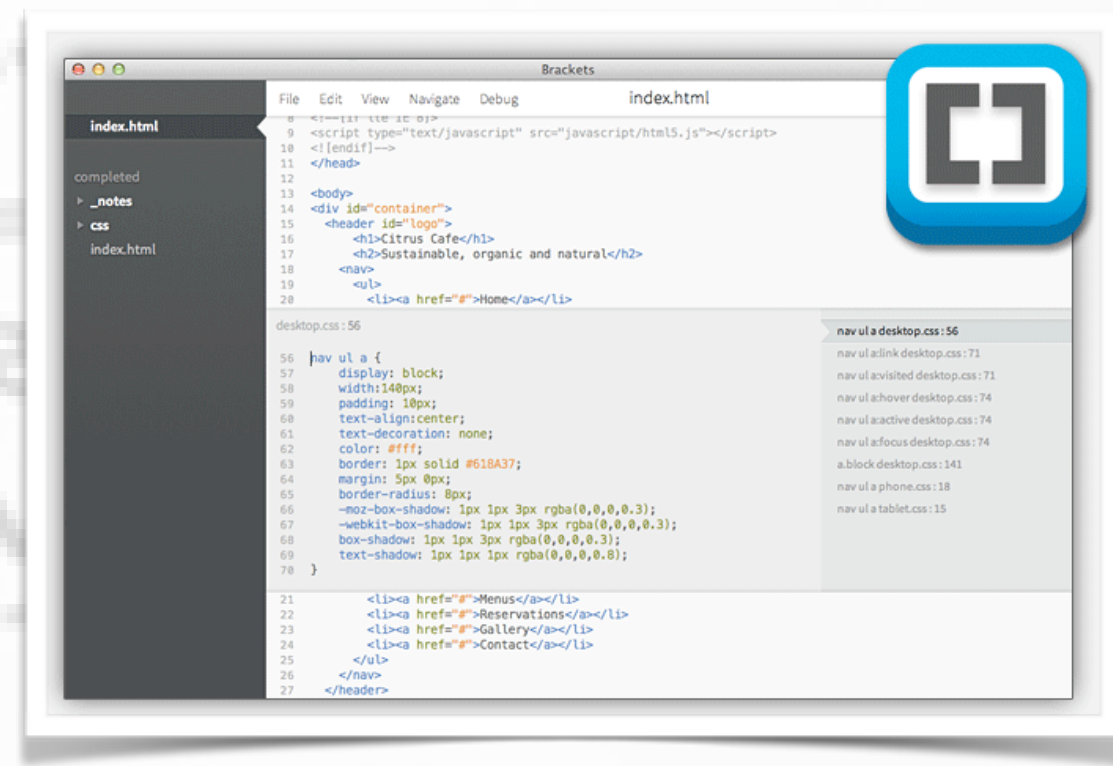 Brackets
File Edit View Navigate Debug
index.html
index.html
completed
_notes
css
index.html
8 <!--[if lte IE 8]>
9 <script type="text/javascript" src="javascript/html5.js"></script>
10 <![endif]-->
11 </head>
12
13 <body>
14 <div id="container">
15 <header id="logo">
16 <h1>Citrus Cafe</h1>
17 <h2>Sustainable, organic and natural</h2>
18 <nav>
19 <ul>
20 <li><a href="#">Home</a></li>
desktop.css : 56
56 nav ul a {
57 display: block;
58 width:140px;
59 padding: 10px;
60 text-align:center;
61 text-decoration: none;
62 color: #fff;
63 border: 1px solid #618A37;
64 margin: 5px 0px;
65 border-radius: 8px;
66 -moz-box-shadow: 1px 1px 3px rgba(0,0,0,0.3);
67 -webkit-box-shadow: 1px 1px 3px rgba(0,0,0,0.3);
68 box-shadow: 1px 1px 3px rgba(0,0,0,0.3);
69 text-shadow: 1px 1px 1px rgba(0,0,0,0.8);
70 }
nav ul a desktop.css : 56
nav ul a:link desktop.css : 71
nav ul a:visited desktop.css : 71
nav ul a:hover desktop.css : 74
nav ul a:active desktop.css : 74
nav ul a:focus desktop.css : 74
a.block desktop.css : 141
nav ul a phone.css : 18
nav ul a tablet.css : 15
21 <li><a href="#">Menus</a></li>
22 <li><a href="#">Reservations</a></li>
23 <li><a href="#">Gallery</a></li>
24 <li><a href="#">Contact</a></li>
25 </ul>
26 </nav>
27 </header>